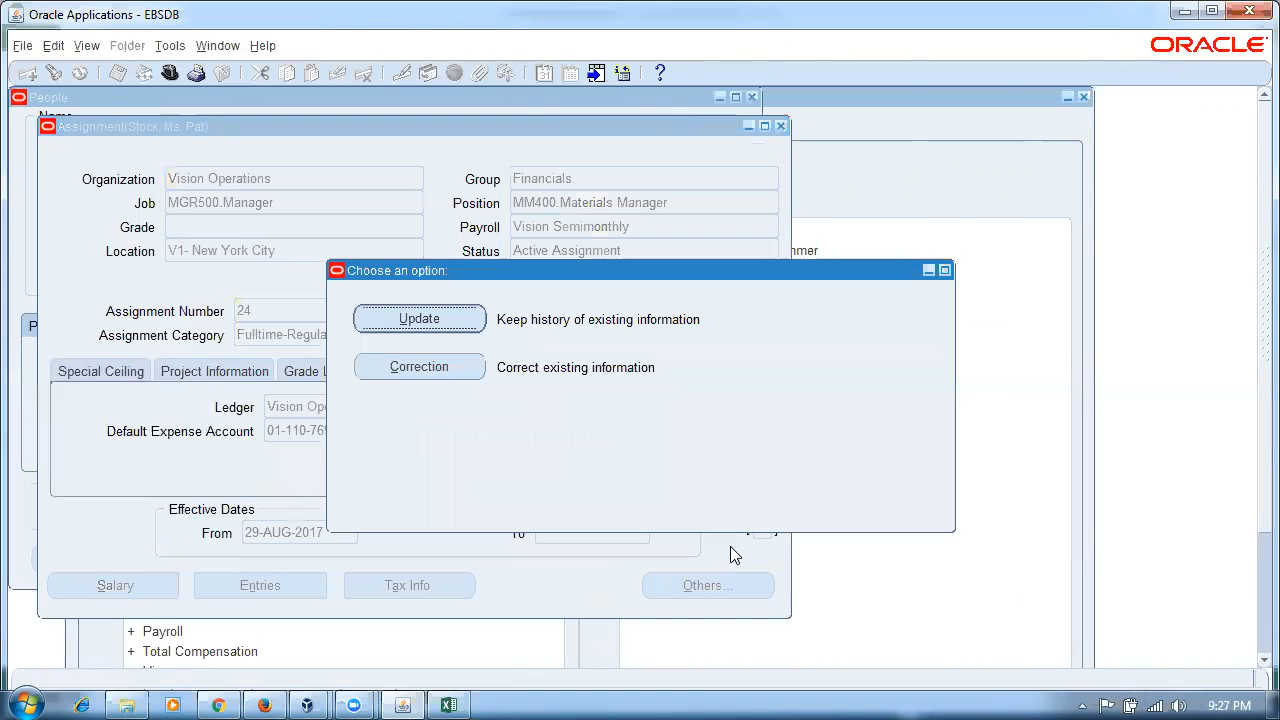 Oracle Applications - EBSDB
File Edit View Folder Tools Window Help
ORACLE
People
Assignment(Stock, Ms. Pat)
Organization Vision Operations Group Financials.
Job MGR500.Manager Position MM400.Materials Manager
Grade Payroll Vision Semimonthly
Location V1- New York City Status Active Assignment
Choose an option:
Assignment Number 24
Update Keep history of existing information
Assignment Category Fulltime-Regula
Correction Correct existing information
Special Ceiling Project Information Grade
Ledger Vision
Default Expense Account 01-110-76
Effective Dates
From 29-AUG-2017 To
Salary Entries Tax Info Others...
+ Payroll
+ Total Compensation
9:27 PM